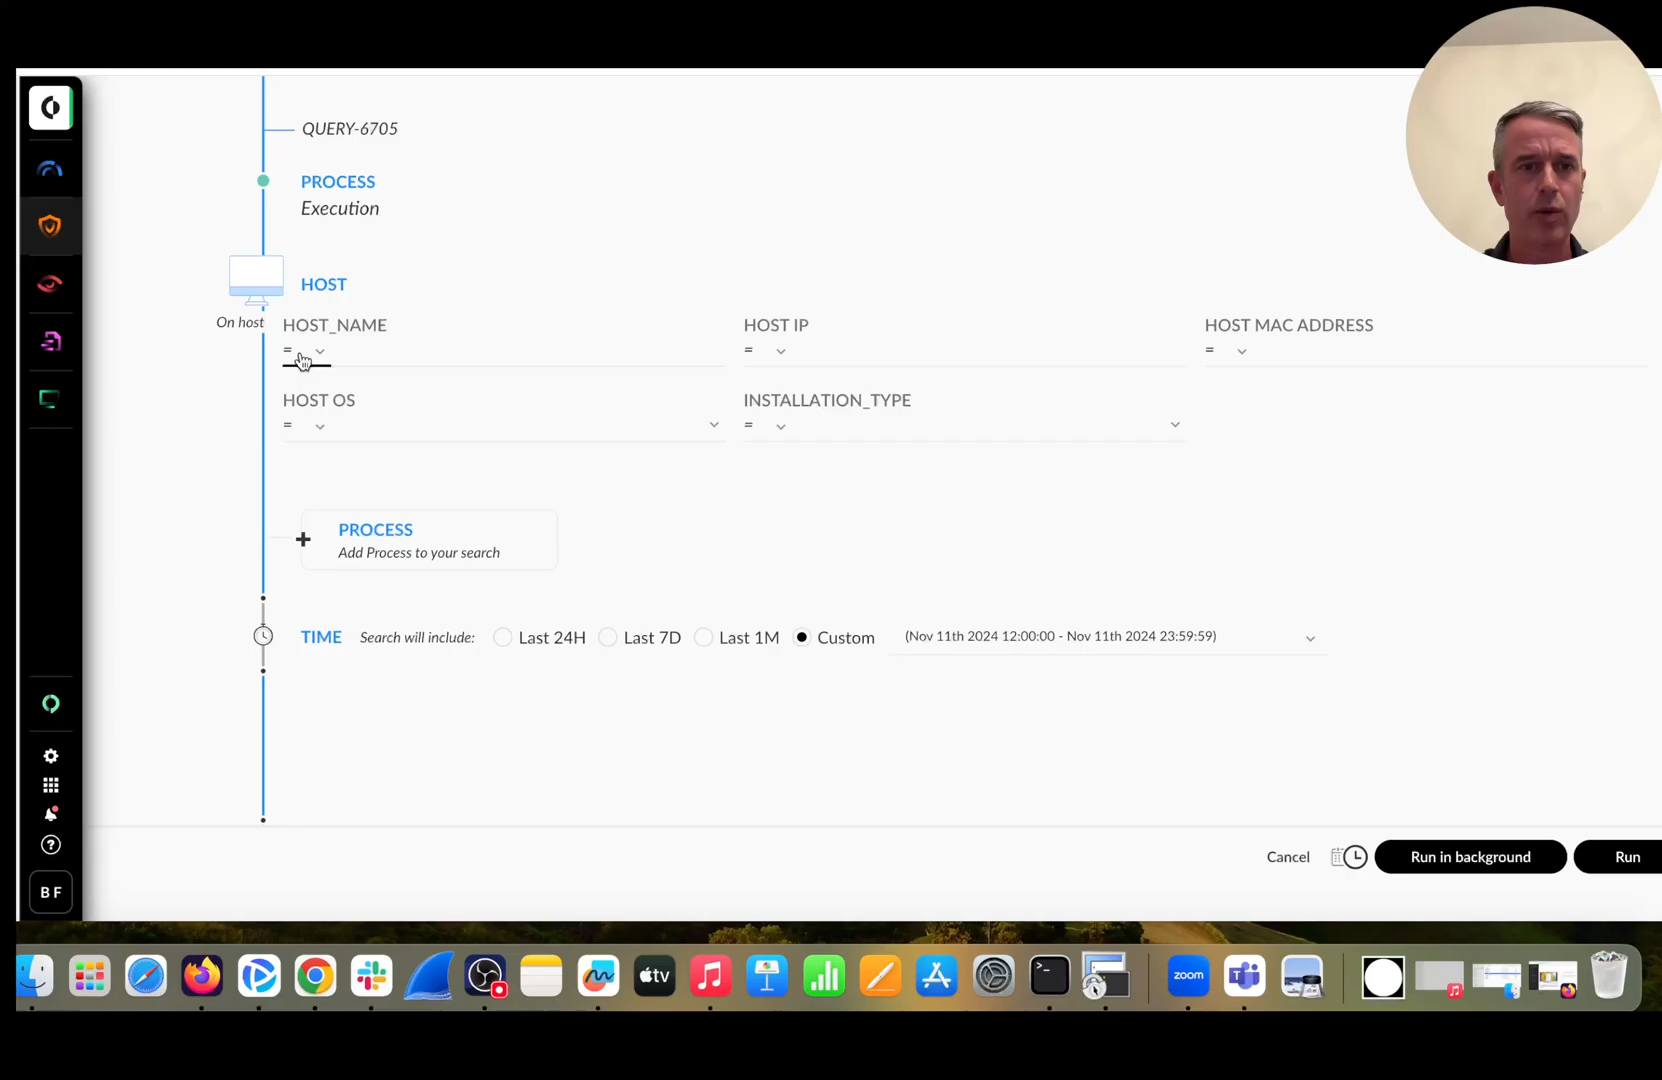 QUERY-6705
PROCESS
Execution
HOST
On host
HOST_NAME
HOST IP
HOST MAC ADDRESS
=
=
=
HOST OS
INSTALLATION_TYPE
=
=
+
PROCESS
Add Process to your search
TIME
Search will include:
Last 24H
Last 7D
Last 1M
Custom
(Nov 11th 2024 12:00:00 - Nov 11th 2024 23:59:59)
Cancel
Run in background
Run
?
B F
tv
>_
zoom